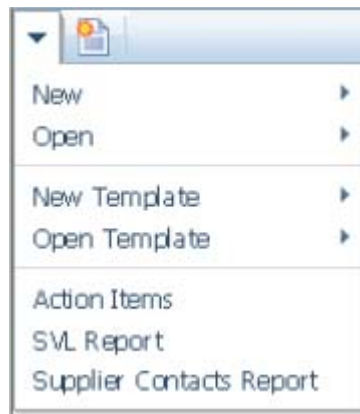 New
Open
New Template
Open Template
Action Items
SVL Report
Supplier Contacts Report